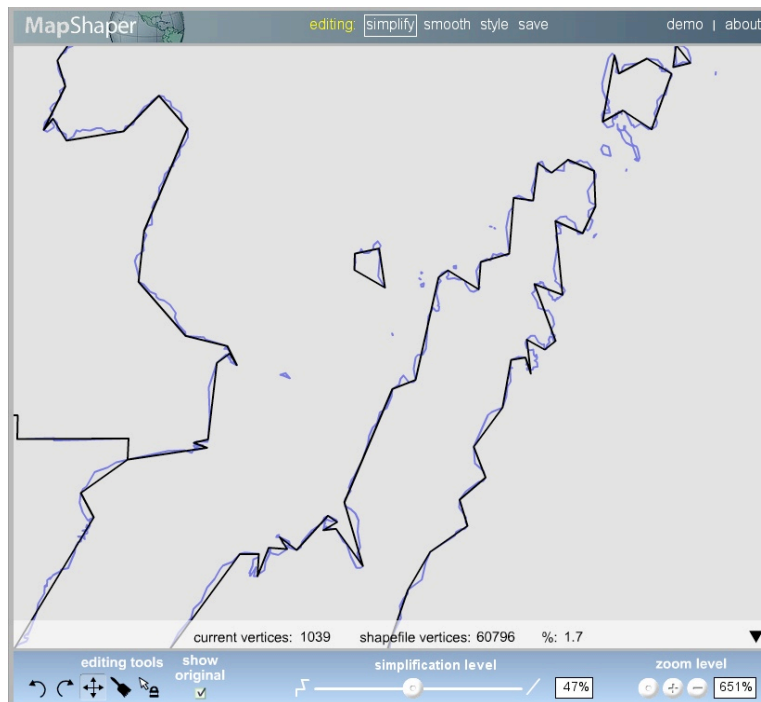 MapShaper editing: simplify smooth style save demo | about
current vertices: 1039 shapefile vertices: 60796 %: 1.7
editing tools show original simplification level zoom level
47% 651%